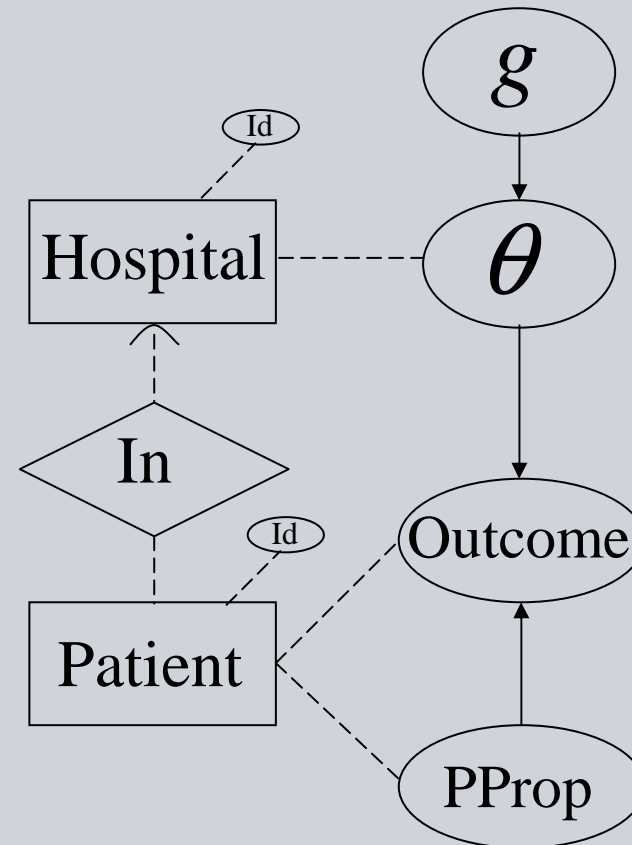 g
Id
Hospital
θ
In
Id
Outcome
Patient
PProp